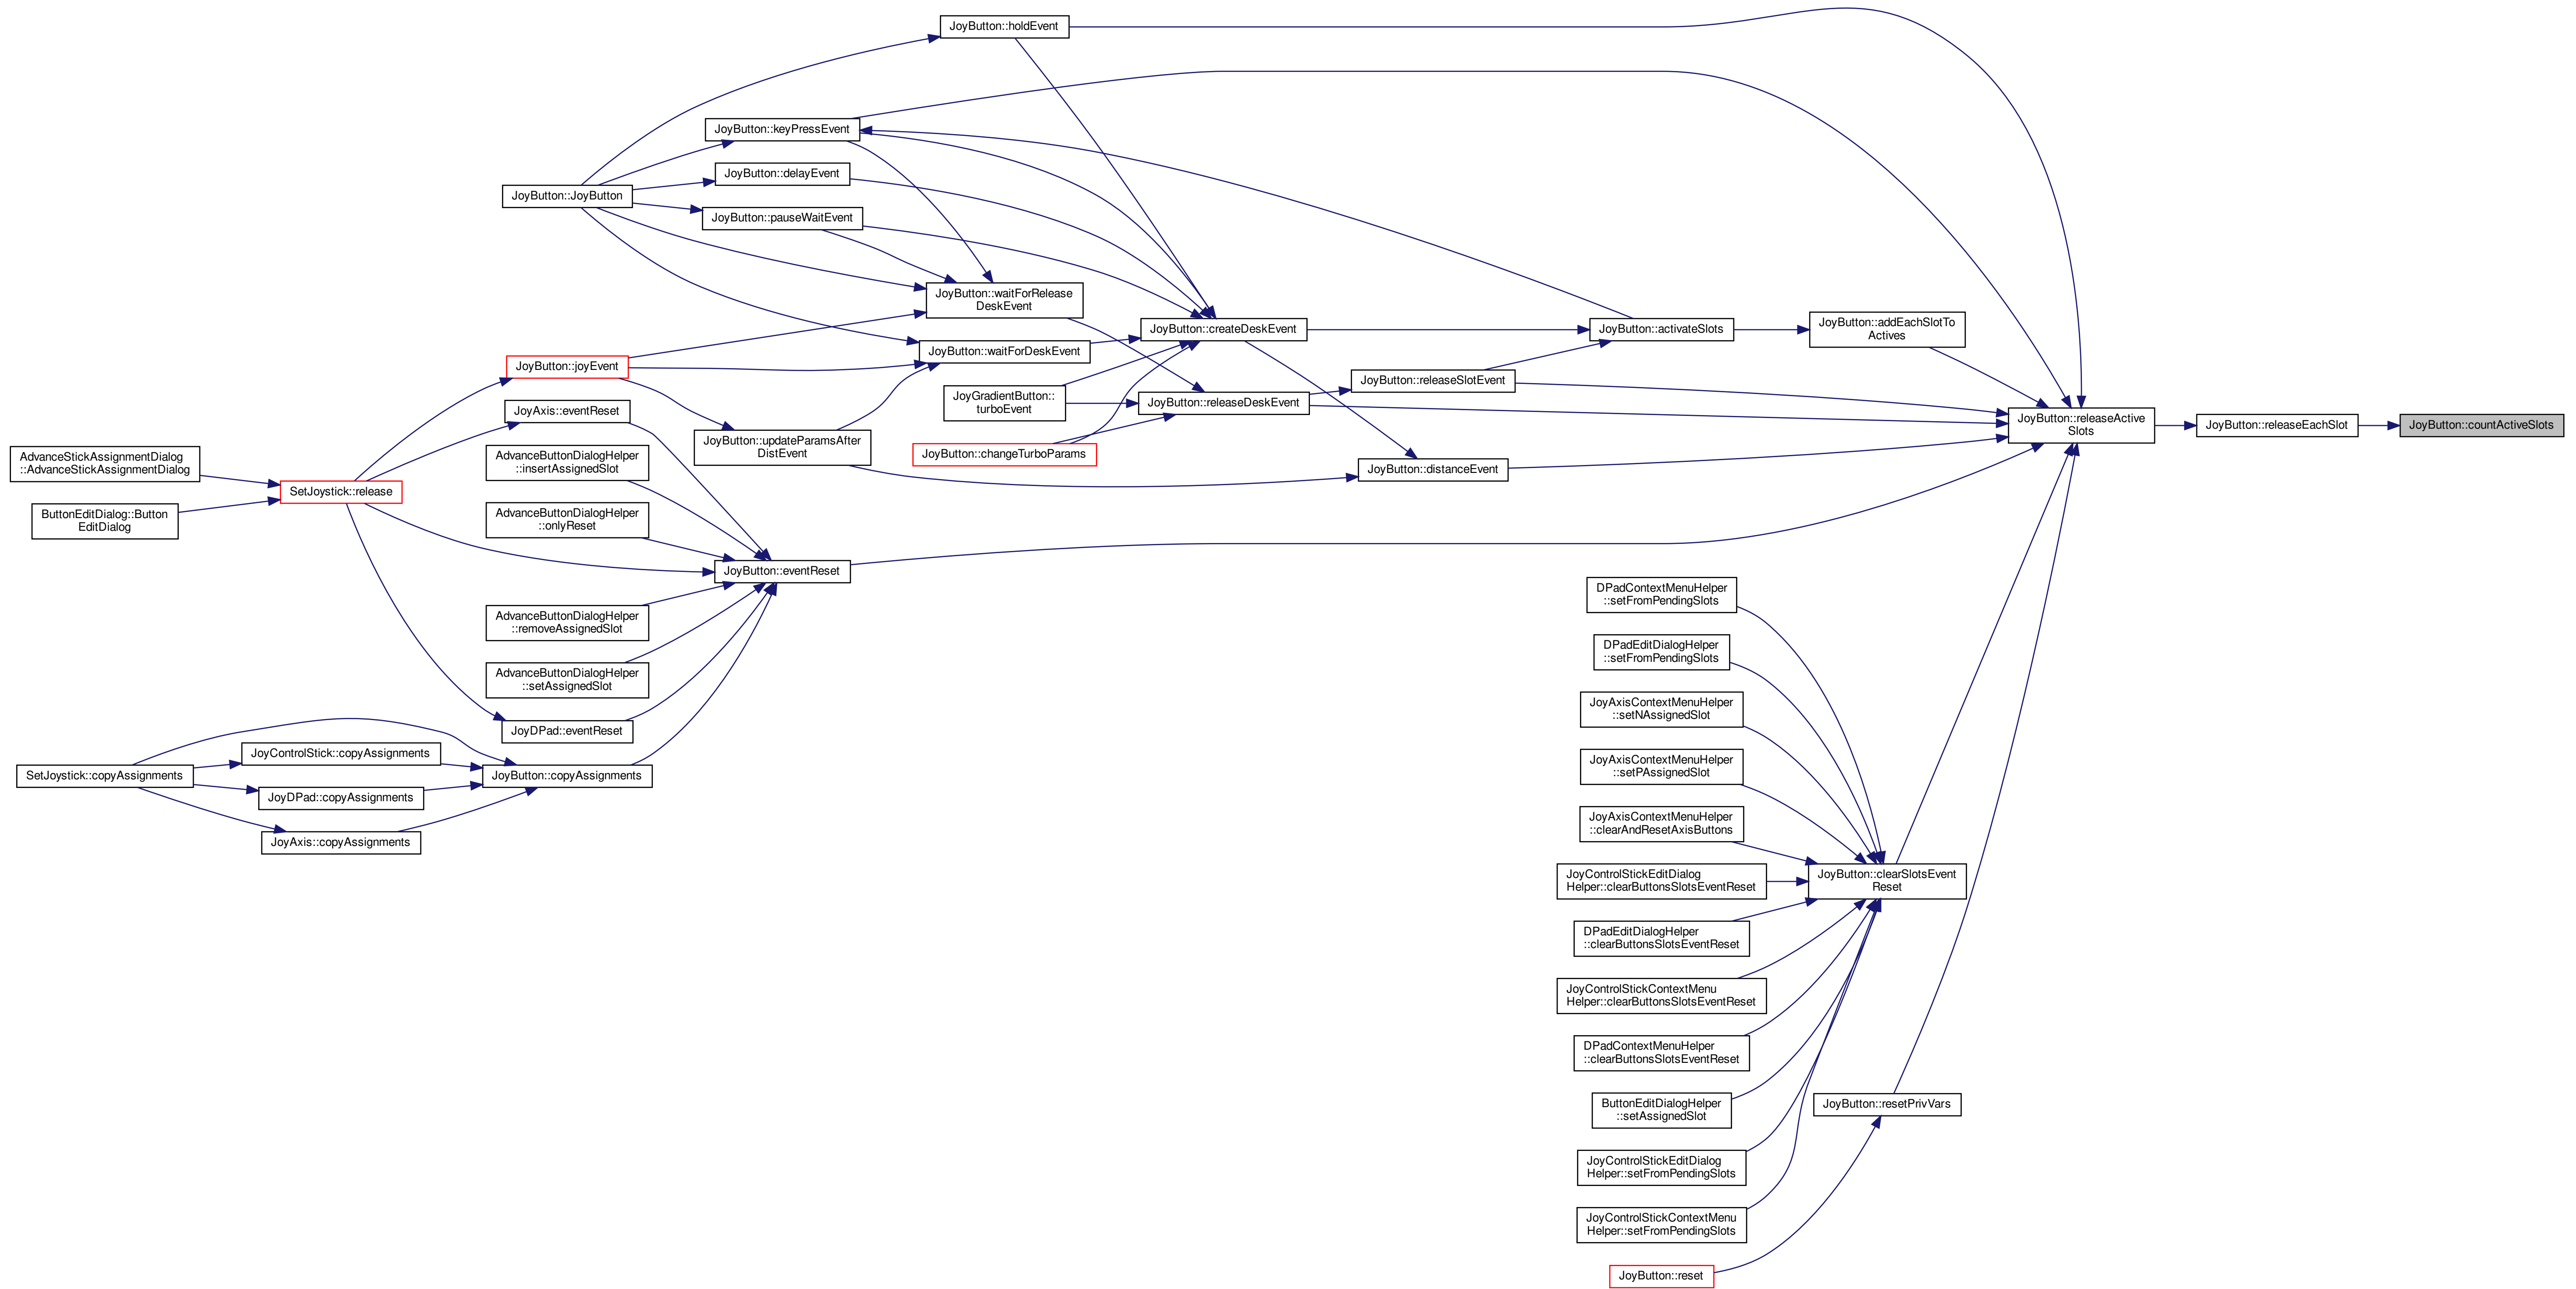 JoyButton::holdEvent
JoyButton::keyPressEvent
JoyButton::delayEvent
JoyButton::JoyButton
JoyButton::pauseWaitEvent
JoyButton::waitForRelease
DeskEvent
JoyButton::createDeskEvent
JoyButton::activateSlots
JoyButton::addEachSlotTo
Actives
JoyButton::waitForDeskEvent
JoyButton::joyEvent
JoyButton::releaseSlotEvent
JoyGradientButton::
turboEvent
JoyButton::releaseDeskEvent
JoyAxis::eventReset
JoyButton::releaseActive
Slots
JoyButton::releaseEachSlot
JoyButton::countActiveSlots
JoyButton::updateParamsAfter
DistEvent
JoyButton::changeTurboParams
JoyButton::distanceEvent
AdvanceStickAssignmentDialog
::AdvanceStickAssignmentDialog
AdvanceButtonDialogHelper
::insertAssignedSlot
SetJoystick::release
ButtonEditDialog::Button
EditDialog
AdvanceButtonDialogHelper
::onlyReset
JoyButton::eventReset
AdvanceButtonDialogHelper
::removeAssignedSlot
AdvanceButtonDialogHelper
::setAssignedSlot
JoyDPad::eventReset
JoyControlStick::copyAssignments
SetJoystick::copyAssignments
JoyButton::copyAssignments
JoyDPad::copyAssignments
JoyAxis::copyAssignments
DPadContextMenuHelper
::setFromPendingSlots
DPadEditDialogHelper
::setFromPendingSlots
JoyAxisContextMenuHelper
::setNAssignedSlot
JoyAxisContextMenuHelper
::setPAssignedSlot
JoyAxisContextMenuHelper
::clearAndResetAxisButtons
JoyControlStickEditDialog
Helper::clearButtonsSlotsEventReset
JoyButton::clearSlotsEvent
Reset
DPadEditDialogHelper
::clearButtonsSlotsEventReset
JoyControlStickContextMenu
Helper::clearButtonsSlotsEventReset
DPadContextMenuHelper
::clearButtonsSlotsEventReset
ButtonEditDialogHelper
::setAssignedSlot
JoyButton::resetPrivVars
JoyControlStickEditDialog
Helper::setFromPendingSlots
JoyControlStickContextMenu
Helper::setFromPendingSlots
JoyButton::reset